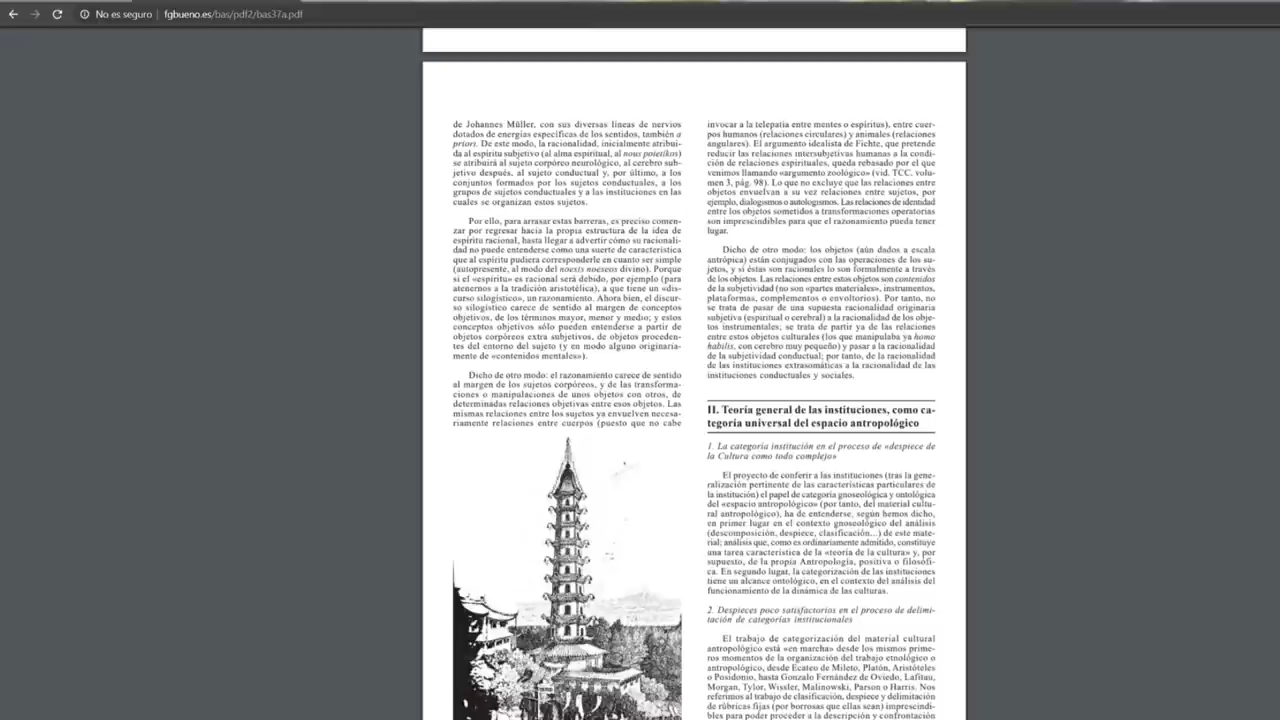 No es seguro | fgbueno.es/bas/pdf2/bas37a.pdf
de Johannes Müller, con sus diversas líneas de nervios
dotados de energías específicas de los sentidos, también a
priori. De este modo, la racionalidad, inicialmente atribui-
da al espíritu subjetivo (al alma espiritual, al nous poietikos)
se atribuirá al sujeto corpóreo neurológico, al cerebro sub-
jetivo después, al sujeto conductual y, por último, a los
conjuntos formados por los sujetos conductuales, a los
grupos de sujetos conductuales y a las instituciones en las
cuales se organizan estos sujetos.
Por ello, para arrasar estas barreras, es preciso comen-
zar por regresar hacia la propia estructura de la idea de
espíritu racional, hasta llegar a advertir cómo su racionali-
dad no puede entenderse como una suerte de característica
que al espíritu pudiera corresponderle en cuanto ser simple
(autopresente, al modo del noesis noeseos divino). Porque
si el «espíritu» es racional será debido, por ejemplo (para
atenernos a la tradición aristotélica), a que tiene un «dis-
curso silogístico», un razonamiento. Ahora bien, el discur-
so silogístico carece de sentido al margen de conceptos
objetivos, de los términos mayor, menor y medio; y estos
conceptos objetivos sólo pueden entenderse a partir de
objetos corpóreos extra subjetivos, de objetos proceden-
tes del entorno del sujeto (y en modo alguno originaria-
mente de «contenidos mentales»).
Dicho de otro modo: el razonamiento carece de sentido
al margen de los sujetos corpóreos, y de las transforma-
ciones o manipulaciones de unos objetos con otros, de
determinadas relaciones objetivas entre esos objetos. Las
mismas relaciones entre los sujetos ya envuelven necesa-
riamente relaciones entre cuerpos (puesto que no cabe
invocar a la telepatía entre mentes o espíritus), entre cuer-
pos humanos (relaciones circulares) y animales (relaciones
angulares). El argumento idealista de Fichte, que pretende
reducir las relaciones intersubjetivas humanas a la condi-
ción de relaciones espirituales, queda rebasado por el que
venimos llamando «argumento zoológico» (vid. TCC, volu-
men 3, pág. 98). Lo que no excluye que las relaciones entre
objetos envuelvan a su vez relaciones entre sujetos, por
ejemplo, dialogismos o autologismos. Las relaciones de identidad
entre los objetos sometidos a transformaciones operatorias
son imprescindibles para que el razonamiento pueda tener
lugar.
Dicho de otro modo: los objetos (aún dados a escala
antrópica) están conjugados con las operaciones de los su-
jetos, y si éstas son racionales lo son formalmente a través
de los objetos. Las relaciones entre estos objetos son contenidos
de la subjetividad (no son «partes materiales», instrumentos,
plataformas, complementos o envoltorios). Por tanto, no
se trata de pasar de una supuesta racionalidad originaria
subjetiva (espiritual o cerebral) a la racionalidad de los obje-
tos instrumentales; se trata de partir ya de las relaciones
entre estos objetos culturales (los que manipulaba ya homo
habilis, con cerebro muy pequeño) y pasar a la racionalidad
de la subjetividad conductual; por tanto, de la racionalidad
de las instituciones extrasomáticas a la racionalidad de las
instituciones conductuales y sociales.
II. Teoría general de las instituciones, como ca-
tegoría universal del espacio antropológico
1. La categoría institución en el proceso de «despiece de
la Cultura como todo complejo»
El proyecto de conferir a las instituciones (tras la gene-
ralización pertinente de las características particulares de
la institución) el papel de categoría gnoseológica y ontológica
del «espacio antropológico» (por tanto, del material cultu-
ral antropológico), ha de entenderse, según hemos dicho,
en primer lugar en el contexto gnoseológico del análisis
(descomposición, despiece, clasificación...) de este mate-
rial; análisis que, como es ordinariamente admitido, constituye
una tarea característica de la «teoría de la cultura» y, por
supuesto, de la propia Antropología, positiva o filosófi-
ca. En segundo lugar, la categorización de las instituciones
tiene un alcance ontológico, en el contexto del análisis del
funcionamiento de la dinámica de las culturas.
2. Despieces poco satisfactorios en el proceso de delimi-
tación de categorías institucionales
El trabajo de categorización del material cultural
antropológico está «en marcha» desde los mismos prime-
ros momentos de la organización del trabajo etnológico o
antropológico, desde Ecateo de Mileto, Platón, Aristóteles
o Posidonio, hasta Gonzalo Fernández de Oviedo, Lafitau,
Morgan, Tylor, Wissler, Malinowski, Parson o Harris. Nos
referimos al trabajo de clasificación, despiece y delimitación
de rúbricas fijas (por borrosas que ellas sean) imprescindi-
bles para poder proceder a la descripción y confrontación